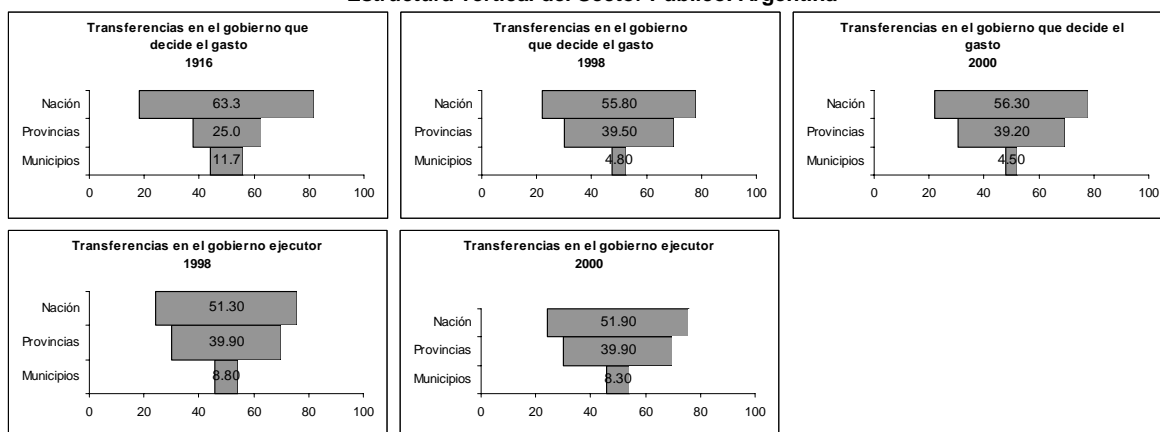 Estructura Vertical del Sector Público. Argentina
Transferencias en el gobierno que
decide el gasto
1916
Nación
63.3
Provincias
25.0
Municipios
11.7
0 20 40 60 80 100
Transferencias en el gobierno
que decide el gasto
1998
Nación
55.80
Provincias
39.50
Municipios
4.80
0 20 40 60 80 100
Transferencias en el gobierno que decide el
gasto
2000
Nación
56.30
Provincias
39.20
Municipios
4.50
0 20 40 60 80 100
Transferencias en el gobierno ejecutor
1998
Nación
51.30
Provincias
39.90
Municipios
8.80
0 20 40 60 80 100
Transferencias en el gobierno ejecutor
2000
Nación
51.90
Provincias
39.90
Municipios
8.30
0 20 40 60 80 100